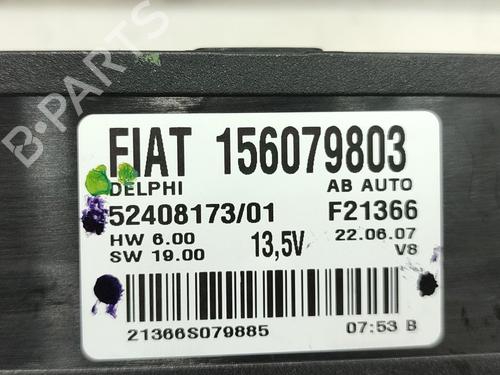 B-PARTS
FIAT 156079803
DELPHI AB AUTO
52408173/01 F21366
HW 6.00 13,5V 22.06.07
SW 19.00 V8
21366S079885 07:53 B